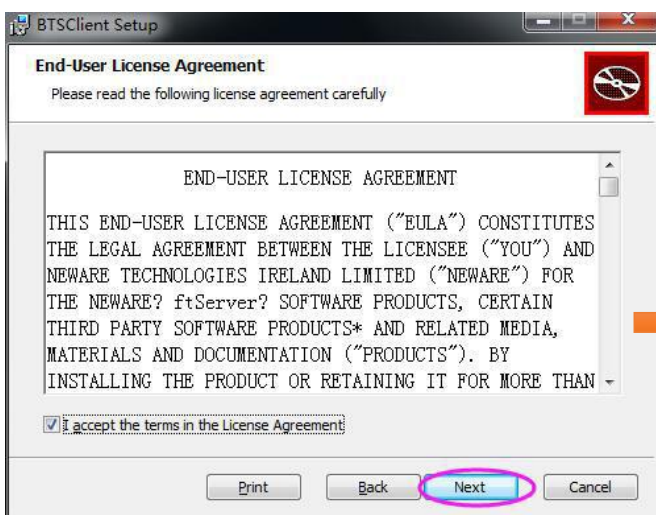 BTSClient Setup
End-User License Agreement
Please read the following license agreement carefully
END-USER LICENSE AGREEMENT
THIS END-USER LICENSE AGREEMENT ("EULA") CONSTITUTES
THE LEGAL AGREEMENT BETWEEN THE LICENSEE ("YOU") AND
NEWARE TECHNOLOGIES IRELAND LIMITED ("NEWARE") FOR
THE NEWARE? ftServer? SOFTWARE PRODUCTS, CERTAIN
THIRD PARTY SOFTWARE PRODUCTS* AND RELATED MEDIA,
MATERIALS AND DOCUMENTATION ("PRODUCTS"). BY
INSTALLING THE PRODUCT OR RETAINING IT FOR MORE THAN
I accept the terms in the License Agreement
Print Back Next Cancel